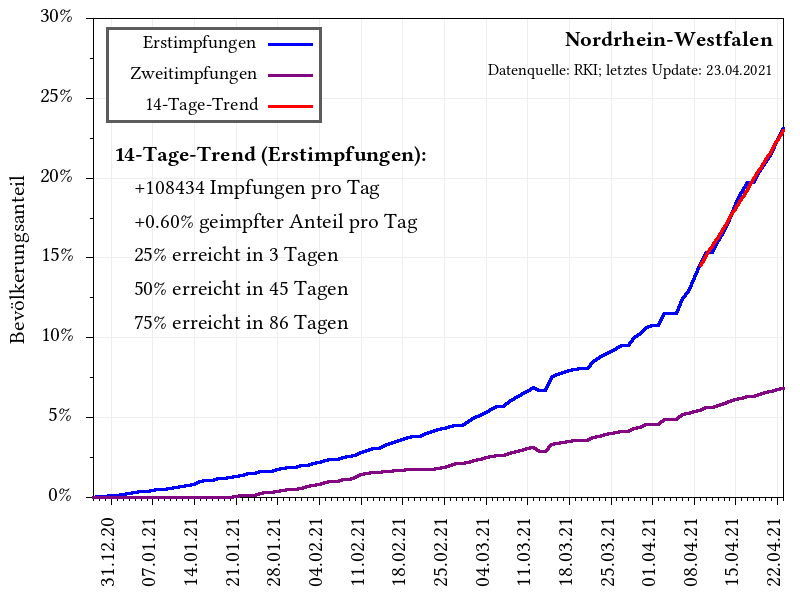 30%
25%
20%
15%
10%
5%
0%
Bevölkerungsanteil
Erstimpfungen
Zweitimpfungen
14-Tage-Trend
Nordrhein-Westfalen
Datenquelle: RKI; letztes Update: 23.04.2021
14-Tage-Trend (Erstimpfungen):
+108434 Impfungen pro Tag
+0.60% geimpfter Anteil pro Tag
25% erreicht in 3 Tagen
50% erreicht in 45 Tagen
75% erreicht in 86 Tagen
31.12.20
07.01.21
14.01.21
21.01.21
28.01.21
04.02.21
11.02.21
18.02.21
25.02.21
04.03.21
11.03.21
18.03.21
25.03.21
01.04.21
08.04.21
15.04.21
22.04.21